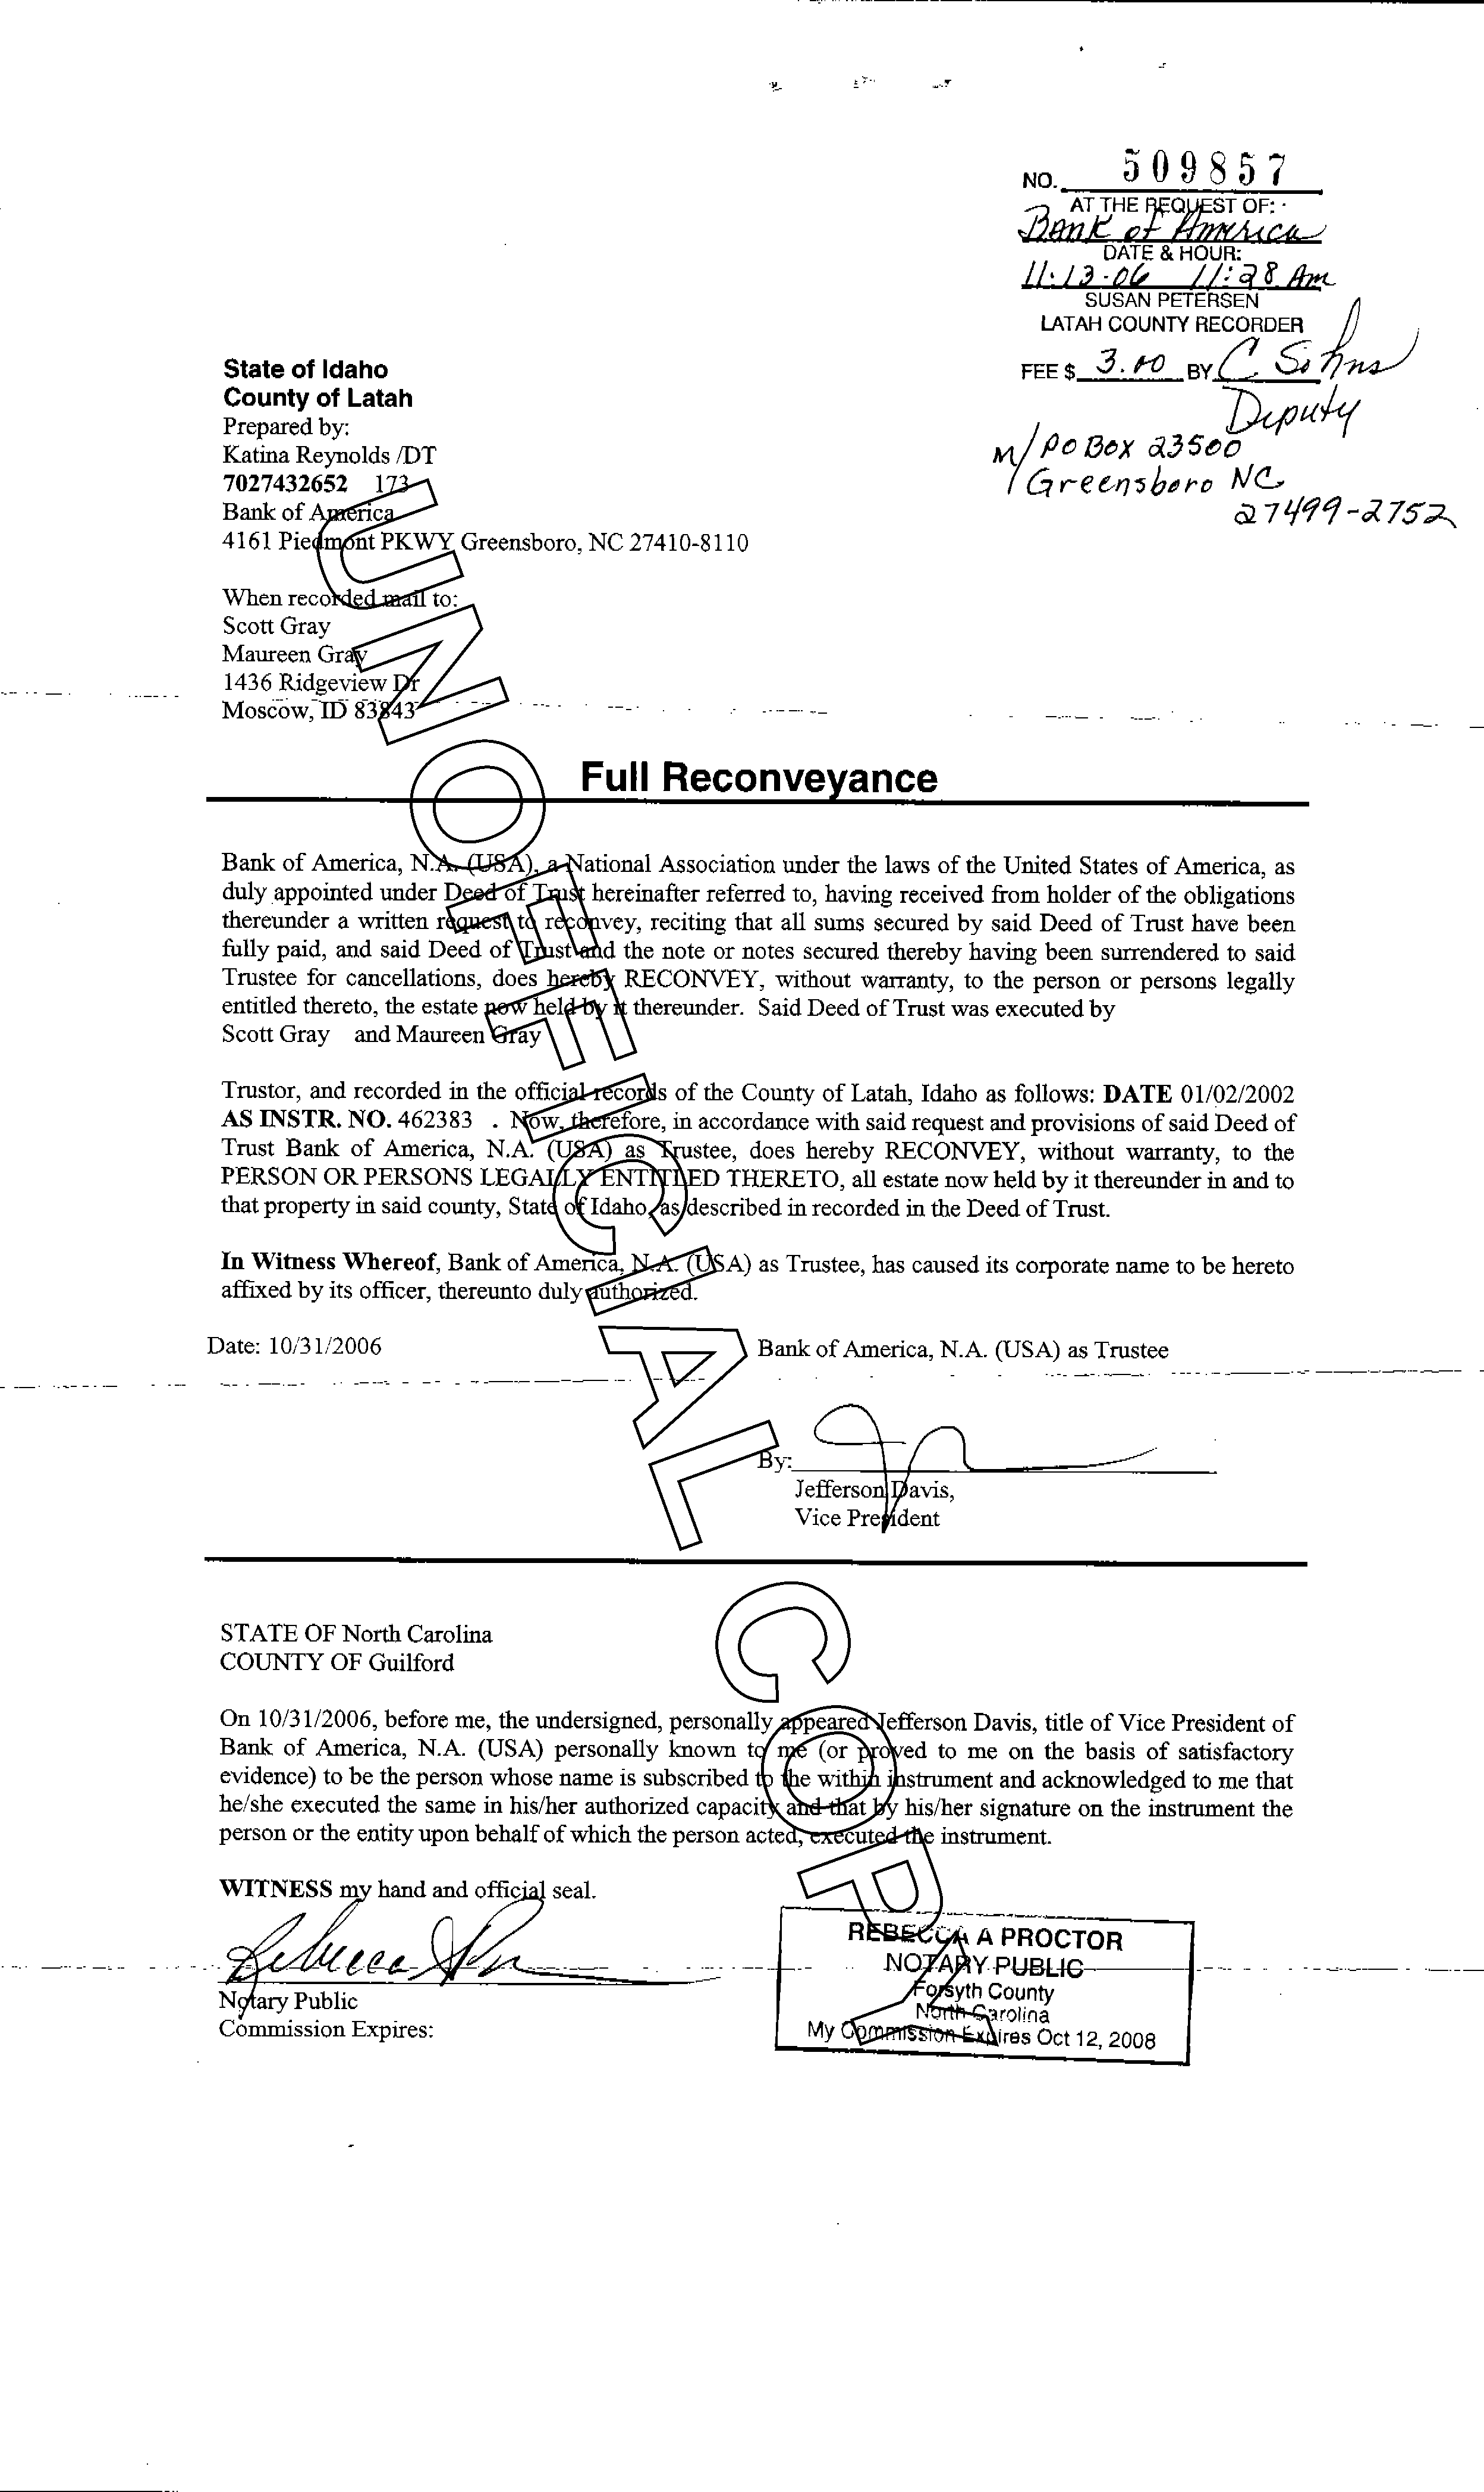 NO. 509857
AT THE REQUEST OF:
Bank of America
DATE & HOUR:
11-13-06 11:28 Am
SUSAN PETERSEN
LATAH COUNTY RECORDER
FEE $ 3.00 BY C Sohns
Deputy
m/ PO Box 23500
Greensboro NC
27499-2752
State of Idaho
County of Latah
Prepared by:
Katina Reynolds /DT
7027432652 173
Bank of America
4161 Piedmont PKWY Greensboro, NC 27410-8110
When recorded mail to:
Scott Gray
Maureen Gray
1436 Ridgeview Dr
Moscow, ID 83843
Full Reconveyance
Bank of America, N.A. (USA), a National Association under the laws of the United States of America, as
duly appointed under Deed of Trust hereinafter referred to, having received from holder of the obligations
thereunder a written request to reconvey, reciting that all sums secured by said Deed of Trust have been
fully paid, and said Deed of Trust and the note or notes secured thereby having been surrendered to said
Trustee for cancellations, does hereby RECONVEY, without warranty, to the person or persons legally
entitled thereto, the estate now held by it thereunder. Said Deed of Trust was executed by
Scott Gray and Maureen Gray
Trustor, and recorded in the official records of the County of Latah, Idaho as follows: DATE 01/02/2002
AS INSTR. NO. 462383 . Now, therefore, in accordance with said request and provisions of said Deed of
Trust Bank of America, N.A. (USA) as Trustee, does hereby RECONVEY, without warranty, to the
PERSON OR PERSONS LEGALLY ENTITLED THERETO, all estate now held by it thereunder in and to
that property in said county, State of Idaho, as described in recorded in the Deed of Trust.
In Witness Whereof, Bank of America, N.A. (USA) as Trustee, has caused its corporate name to be hereto
affixed by its officer, thereunto duly authorized.
Date: 10/31/2006
Bank of America, N.A. (USA) as Trustee
By:
Jefferson Davis,
Vice President
STATE OF North Carolina
COUNTY OF Guilford
On 10/31/2006, before me, the undersigned, personally appeared Jefferson Davis, title of Vice President of
Bank of America, N.A. (USA) personally known to me (or proved to me on the basis of satisfactory
evidence) to be the person whose name is subscribed to the within instrument and acknowledged to me that
he/she executed the same in his/her authorized capacity and that by his/her signature on the instrument the
person or the entity upon behalf of which the person acted, executed the instrument.
WITNESS my hand and official seal.
Notary Public
Commission Expires:
REBECCA A PROCTOR
NOTARY PUBLIC
Forsyth County
North Carolina
My Commission Expires Oct 12, 2008
UNOFFICIAL COPY